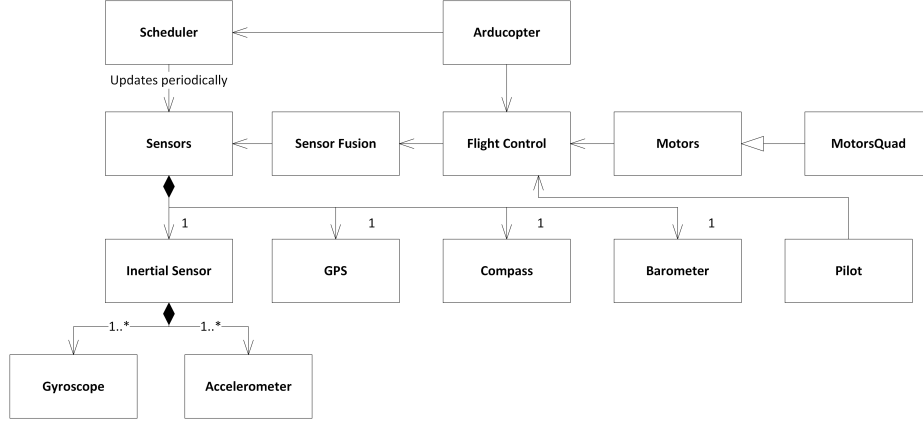 Scheduler
Arducopter
Updates periodically
Sensors
Sensor Fusion
Flight Control
Motors
MotorsQuad
1
1
1
1
Inertial Sensor
GPS
Compass
Barometer
Pilot
1..*
1..*
Gyroscope
Accelerometer